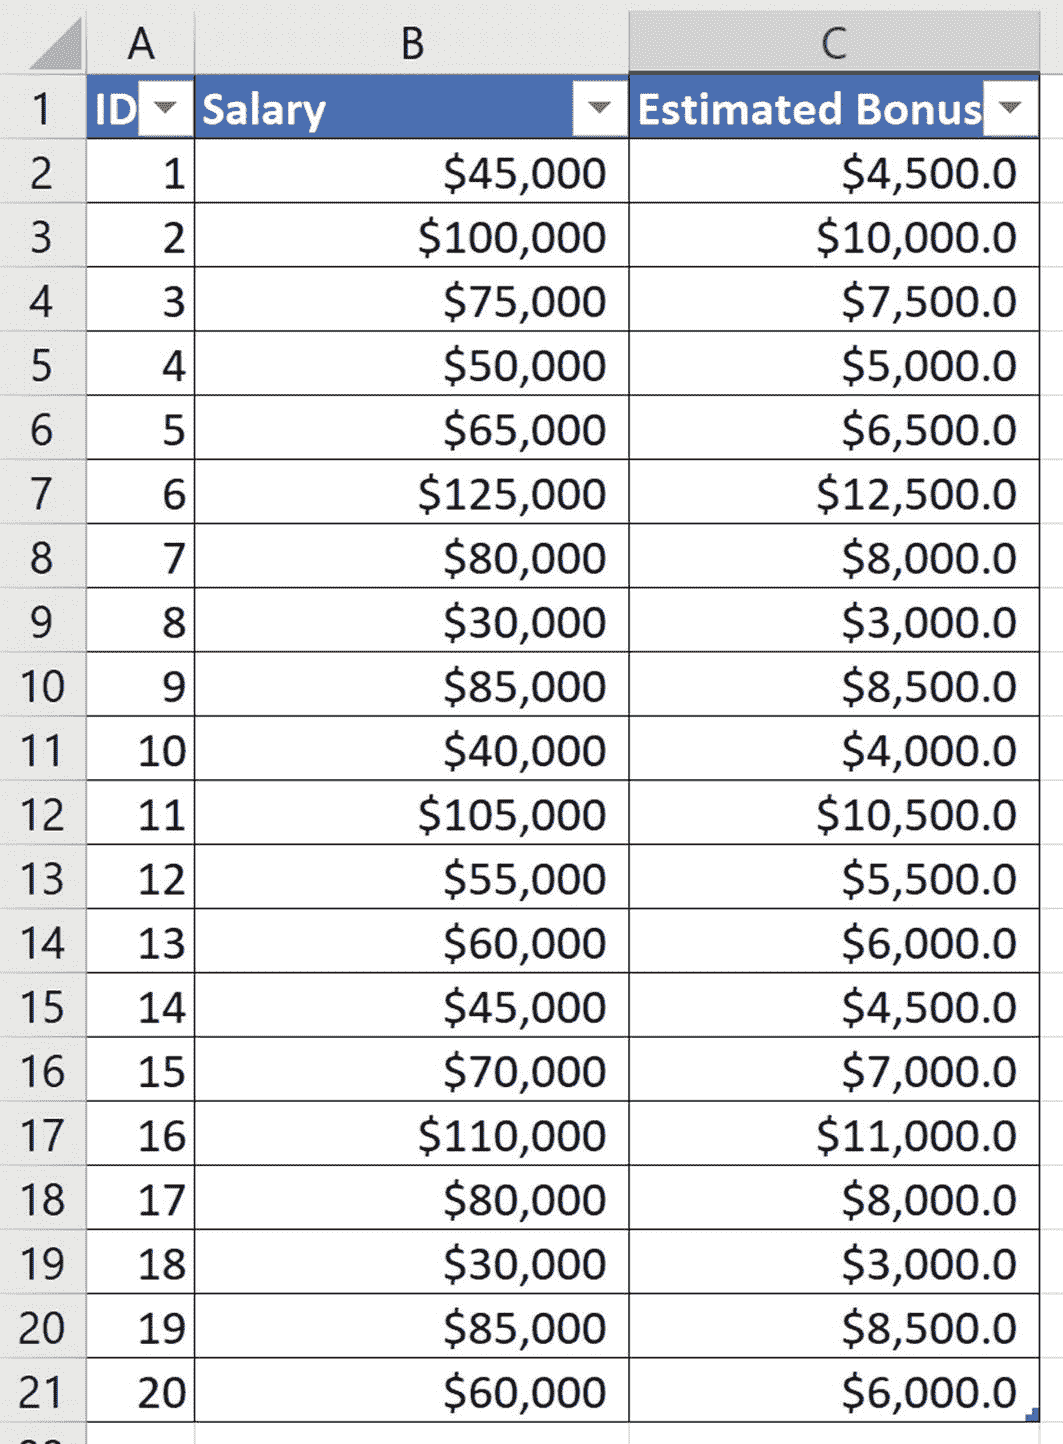 A B C
1 ID Salary Estimated Bonus
2 1 $45,000 $4,500.0
3 2 $100,000 $10,000.0
4 3 $75,000 $7,500.0
5 4 $50,000 $5,000.0
6 5 $65,000 $6,500.0
7 6 $125,000 $12,500.0
8 7 $80,000 $8,000.0
9 8 $30,000 $3,000.0
10 9 $85,000 $8,500.0
11 10 $40,000 $4,000.0
12 11 $105,000 $10,500.0
13 12 $55,000 $5,500.0
14 13 $60,000 $6,000.0
15 14 $45,000 $4,500.0
16 15 $70,000 $7,000.0
17 16 $110,000 $11,000.0
18 17 $80,000 $8,000.0
19 18 $30,000 $3,000.0
20 19 $85,000 $8,500.0
21 20 $60,000 $6,000.0